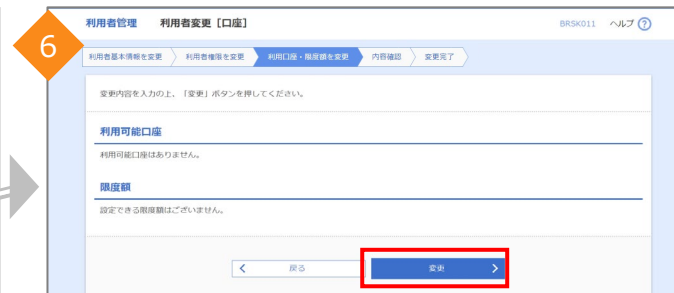 6
利用者管理 利用者変更［口座］ BRSK011 ヘルプ ?
利用者基本情報を変更 利用者権限を変更 利用口座・限度額を変更 内容確認 変更完了
変更内容を入力の上、「変更」ボタンを押してください。
利用可能口座
利用可能口座はありません。
限度額
設定できる限度額はございません。
戻る 変更